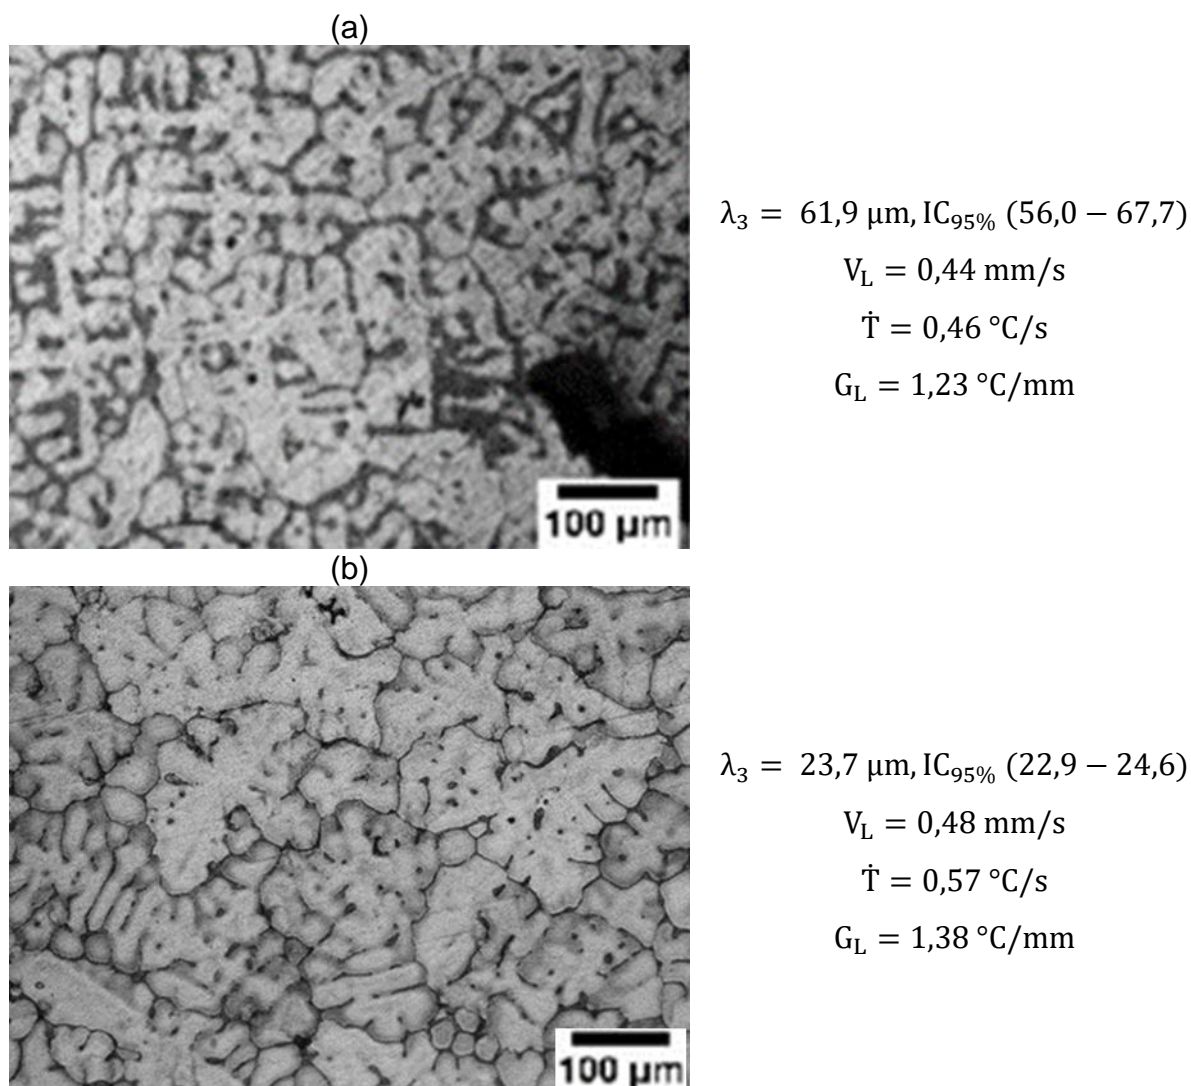 (a)
λ₃ = 61,9 μm, IC₉₅% (56,0 − 67,7)
V_L = 0,44 mm/s
Ṫ = 0,46 °C/s
G_L = 1,23 °C/mm
100 μm
(b)
λ₃ = 23,7 μm, IC₉₅% (22,9 − 24,6)
V_L = 0,48 mm/s
Ṫ = 0,57 °C/s
G_L = 1,38 °C/mm
100 μm